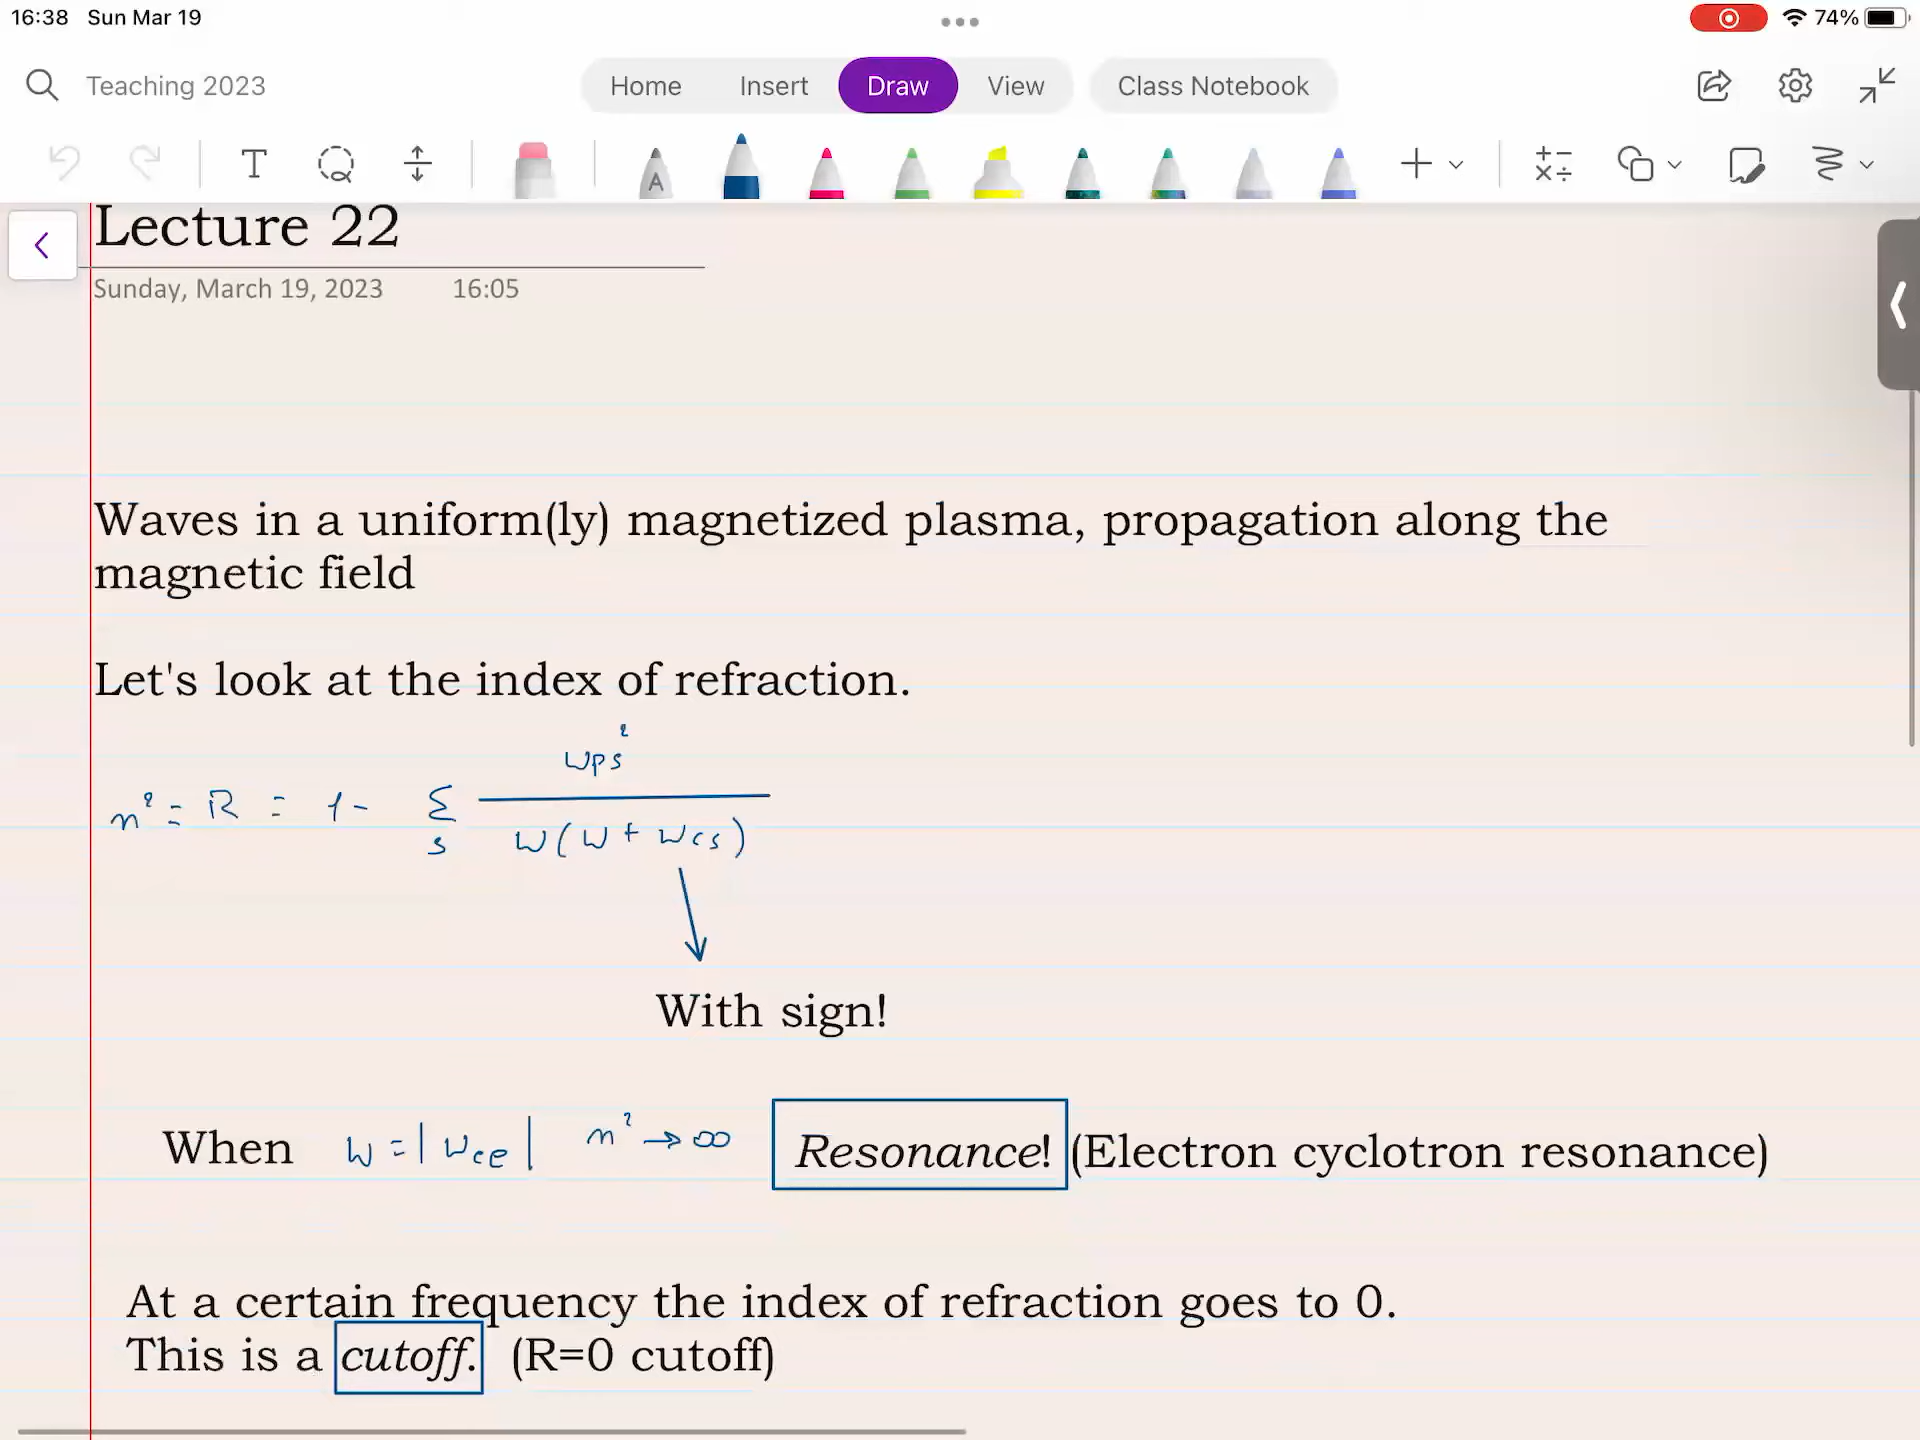 16:38 Sun Mar 19
74%
Teaching 2023
Home Insert Draw View Class Notebook
T
A
Lecture 22
Sunday, March 19, 2023 16:05
Waves in a uniform(ly) magnetized plasma, propagation along the
magnetic field
Let's look at the index of refraction.
n² = R = 1 - Σ_s ωps² / ω(ω + ωcs)
With sign!
When ω = |ωce| n² → ∞ Resonance! (Electron cyclotron resonance)
At a certain frequency the index of refraction goes to 0.
This is a cutoff. (R=0 cutoff)